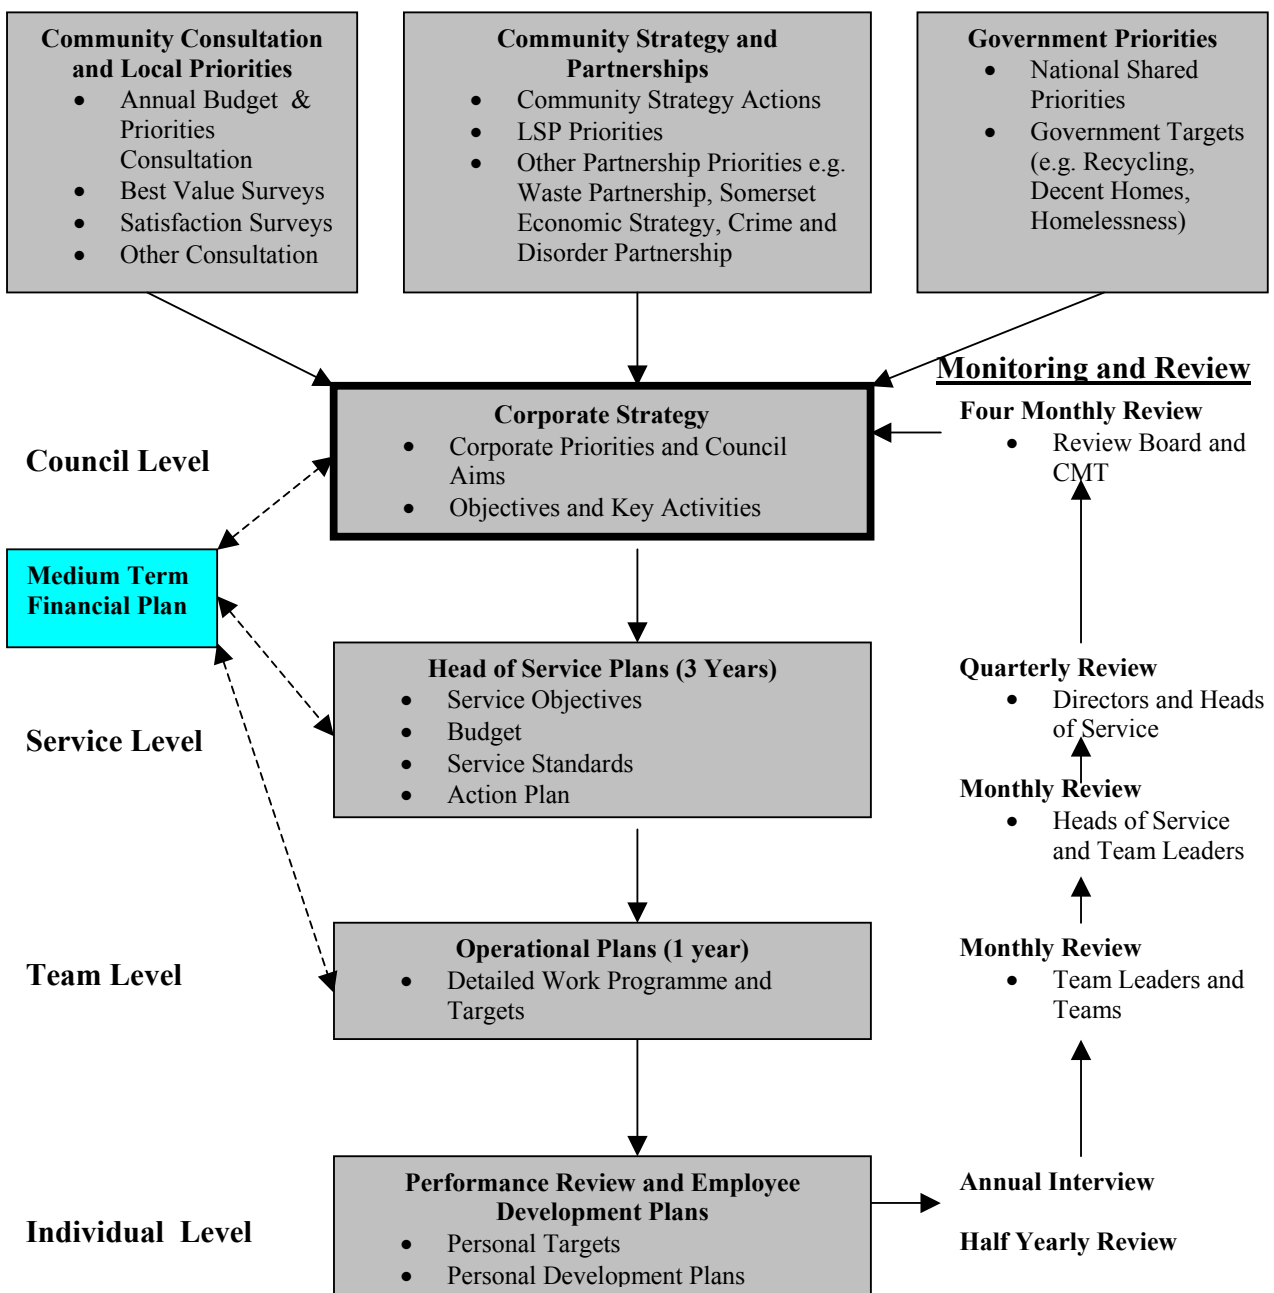 Community Consultation
and Local Priorities
• Annual Budget & 
Priorities
Consultation
• Best Value Surveys
• Satisfaction Surveys
• Other Consultation
Community Strategy and
Partnerships
• Community Strategy Actions
• LSP Priorities
• Other Partnership Priorities e.g.
Waste Partnership, Somerset
Economic Strategy, Crime and
Disorder Partnership
Government Priorities
• National Shared
Priorities
• Government Targets
(e.g. Recycling,
Decent Homes,
Homelessness)
Monitoring and Review
Corporate Strategy
• Corporate Priorities and Council
Aims
• Objectives and Key Activities
Four Monthly Review
• Review Board and
CMT
Council Level
Medium Term
Financial Plan
Head of Service Plans (3 Years)
• Service Objectives
• Budget
• Service Standards
• Action Plan
Quarterly Review
• Directors and Heads
of Service
Service Level
Monthly Review
• Heads of Service
and Team Leaders
Operational Plans (1 year)
• Detailed Work Programme and
Targets
Monthly Review
• Team Leaders and
Teams
Team Level
Performance Review and Employee
Development Plans
• Personal Targets
• Personal Development Plans
Annual Interview
Half Yearly Review
Individual Level